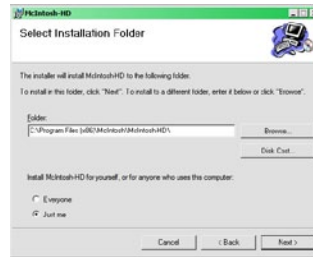 McIntosh-HD
Select Installation Folder
The installer will install McIntosh-HD to the following folder.
To install in this folder, click "Next". To install to a different folder, enter it below or click "Browse".
Folder:
C:\Program Files (x86)\McIntosh\McIntosh-HD\
Browse...
Disk Cost...
Install McIntosh-HD for yourself, or for anyone who uses this computer:
Everyone
Just me
Cancel
< Back
Next >